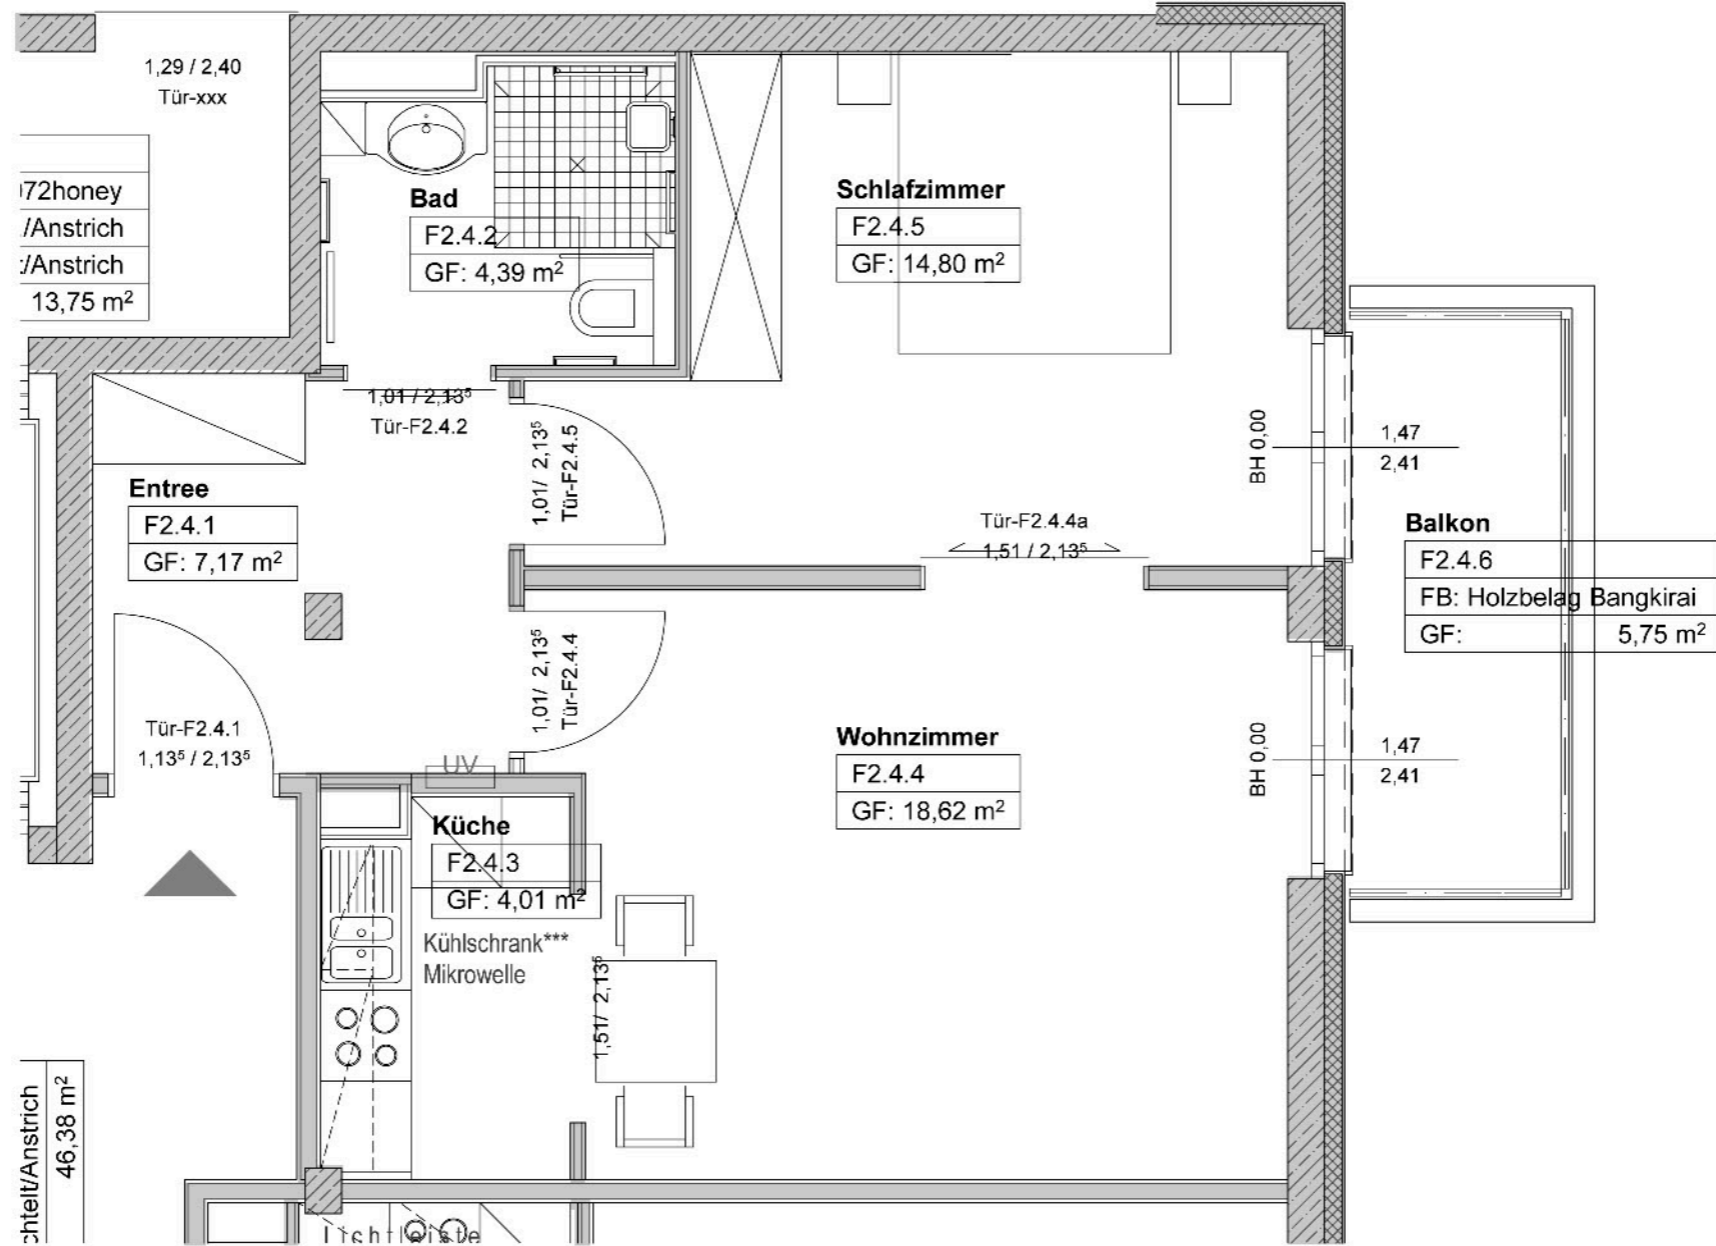 1,29 / 2,40
Tür-xxx
072honey
/Anstrich
/Anstrich
13,75 m²
Bad
F2.4.2
GF: 4,39 m²
Schlafzimmer
F2.4.5
GF: 14,80 m²
1,01 / 2,13⁵
Tür-F2.4.2
1,01/ 2,13⁵
Tür-F2.4.5
Entree
F2.4.1
GF: 7,17 m²
Tür-F2.4.4a
1,51 / 2,13⁵
BH 0,00
1,47
2,41
Balkon
F2.4.6
FB: Holzbelag Bangkirai
GF: 5,75 m²
1,01/ 2,13⁵
Tür-F2.4.4
Tür-F2.4.1
1,13⁵ / 2,13⁵
UV
Wohnzimmer
F2.4.4
GF: 18,62 m²
BH 0,00
1,47
2,41
Küche
F2.4.3
GF: 4,01 m²
Kühlschrank***
Mikrowelle
1,51/ 2,13⁵
chtelt/Anstrich
46,38 m²
Lichtleiste